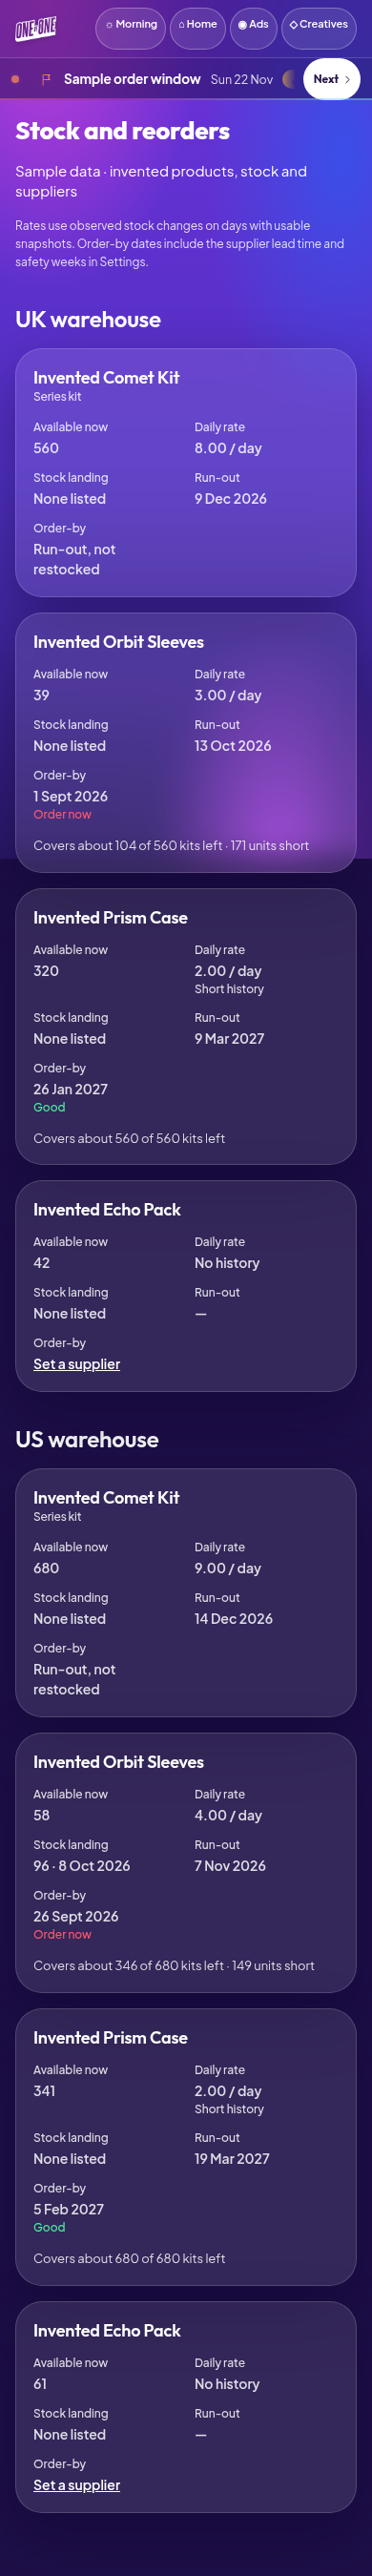 ONE-ONE
☼ Morning
⌂ Home
◉ Ads
◇ Creatives
Sample order window Sun 22 Nov
Next >
Stock and reorders
Sample data · invented products, stock and
suppliers
Rates use observed stock changes on days with usable
snapshots. Order-by dates include the supplier lead time and
safety weeks in Settings.
UK warehouse
Invented Comet Kit
Series kit
Available now Daily rate
560 8.00 / day
Stock landing Run-out
None listed 9 Dec 2026
Order-by
Run-out, not
restocked
Invented Orbit Sleeves
Available now Daily rate
39 3.00 / day
Stock landing Run-out
None listed 13 Oct 2026
Order-by
1 Sept 2026
Order now
Covers about 104 of 560 kits left · 171 units short
Invented Prism Case
Available now Daily rate
320 2.00 / day
Short history
Stock landing Run-out
None listed 9 Mar 2027
Order-by
26 Jan 2027
Good
Covers about 560 of 560 kits left
Invented Echo Pack
Available now Daily rate
42 No history
Stock landing Run-out
None listed —
Order-by
Set a supplier
US warehouse
Invented Comet Kit
Series kit
Available now Daily rate
680 9.00 / day
Stock landing Run-out
None listed 14 Dec 2026
Order-by
Run-out, not
restocked
Invented Orbit Sleeves
Available now Daily rate
58 4.00 / day
Stock landing Run-out
96 · 8 Oct 2026 7 Nov 2026
Order-by
26 Sept 2026
Order now
Covers about 346 of 680 kits left · 149 units short
Invented Prism Case
Available now Daily rate
341 2.00 / day
Short history
Stock landing Run-out
None listed 19 Mar 2027
Order-by
5 Feb 2027
Good
Covers about 680 of 680 kits left
Invented Echo Pack
Available now Daily rate
61 No history
Stock landing Run-out
None listed —
Order-by
Set a supplier